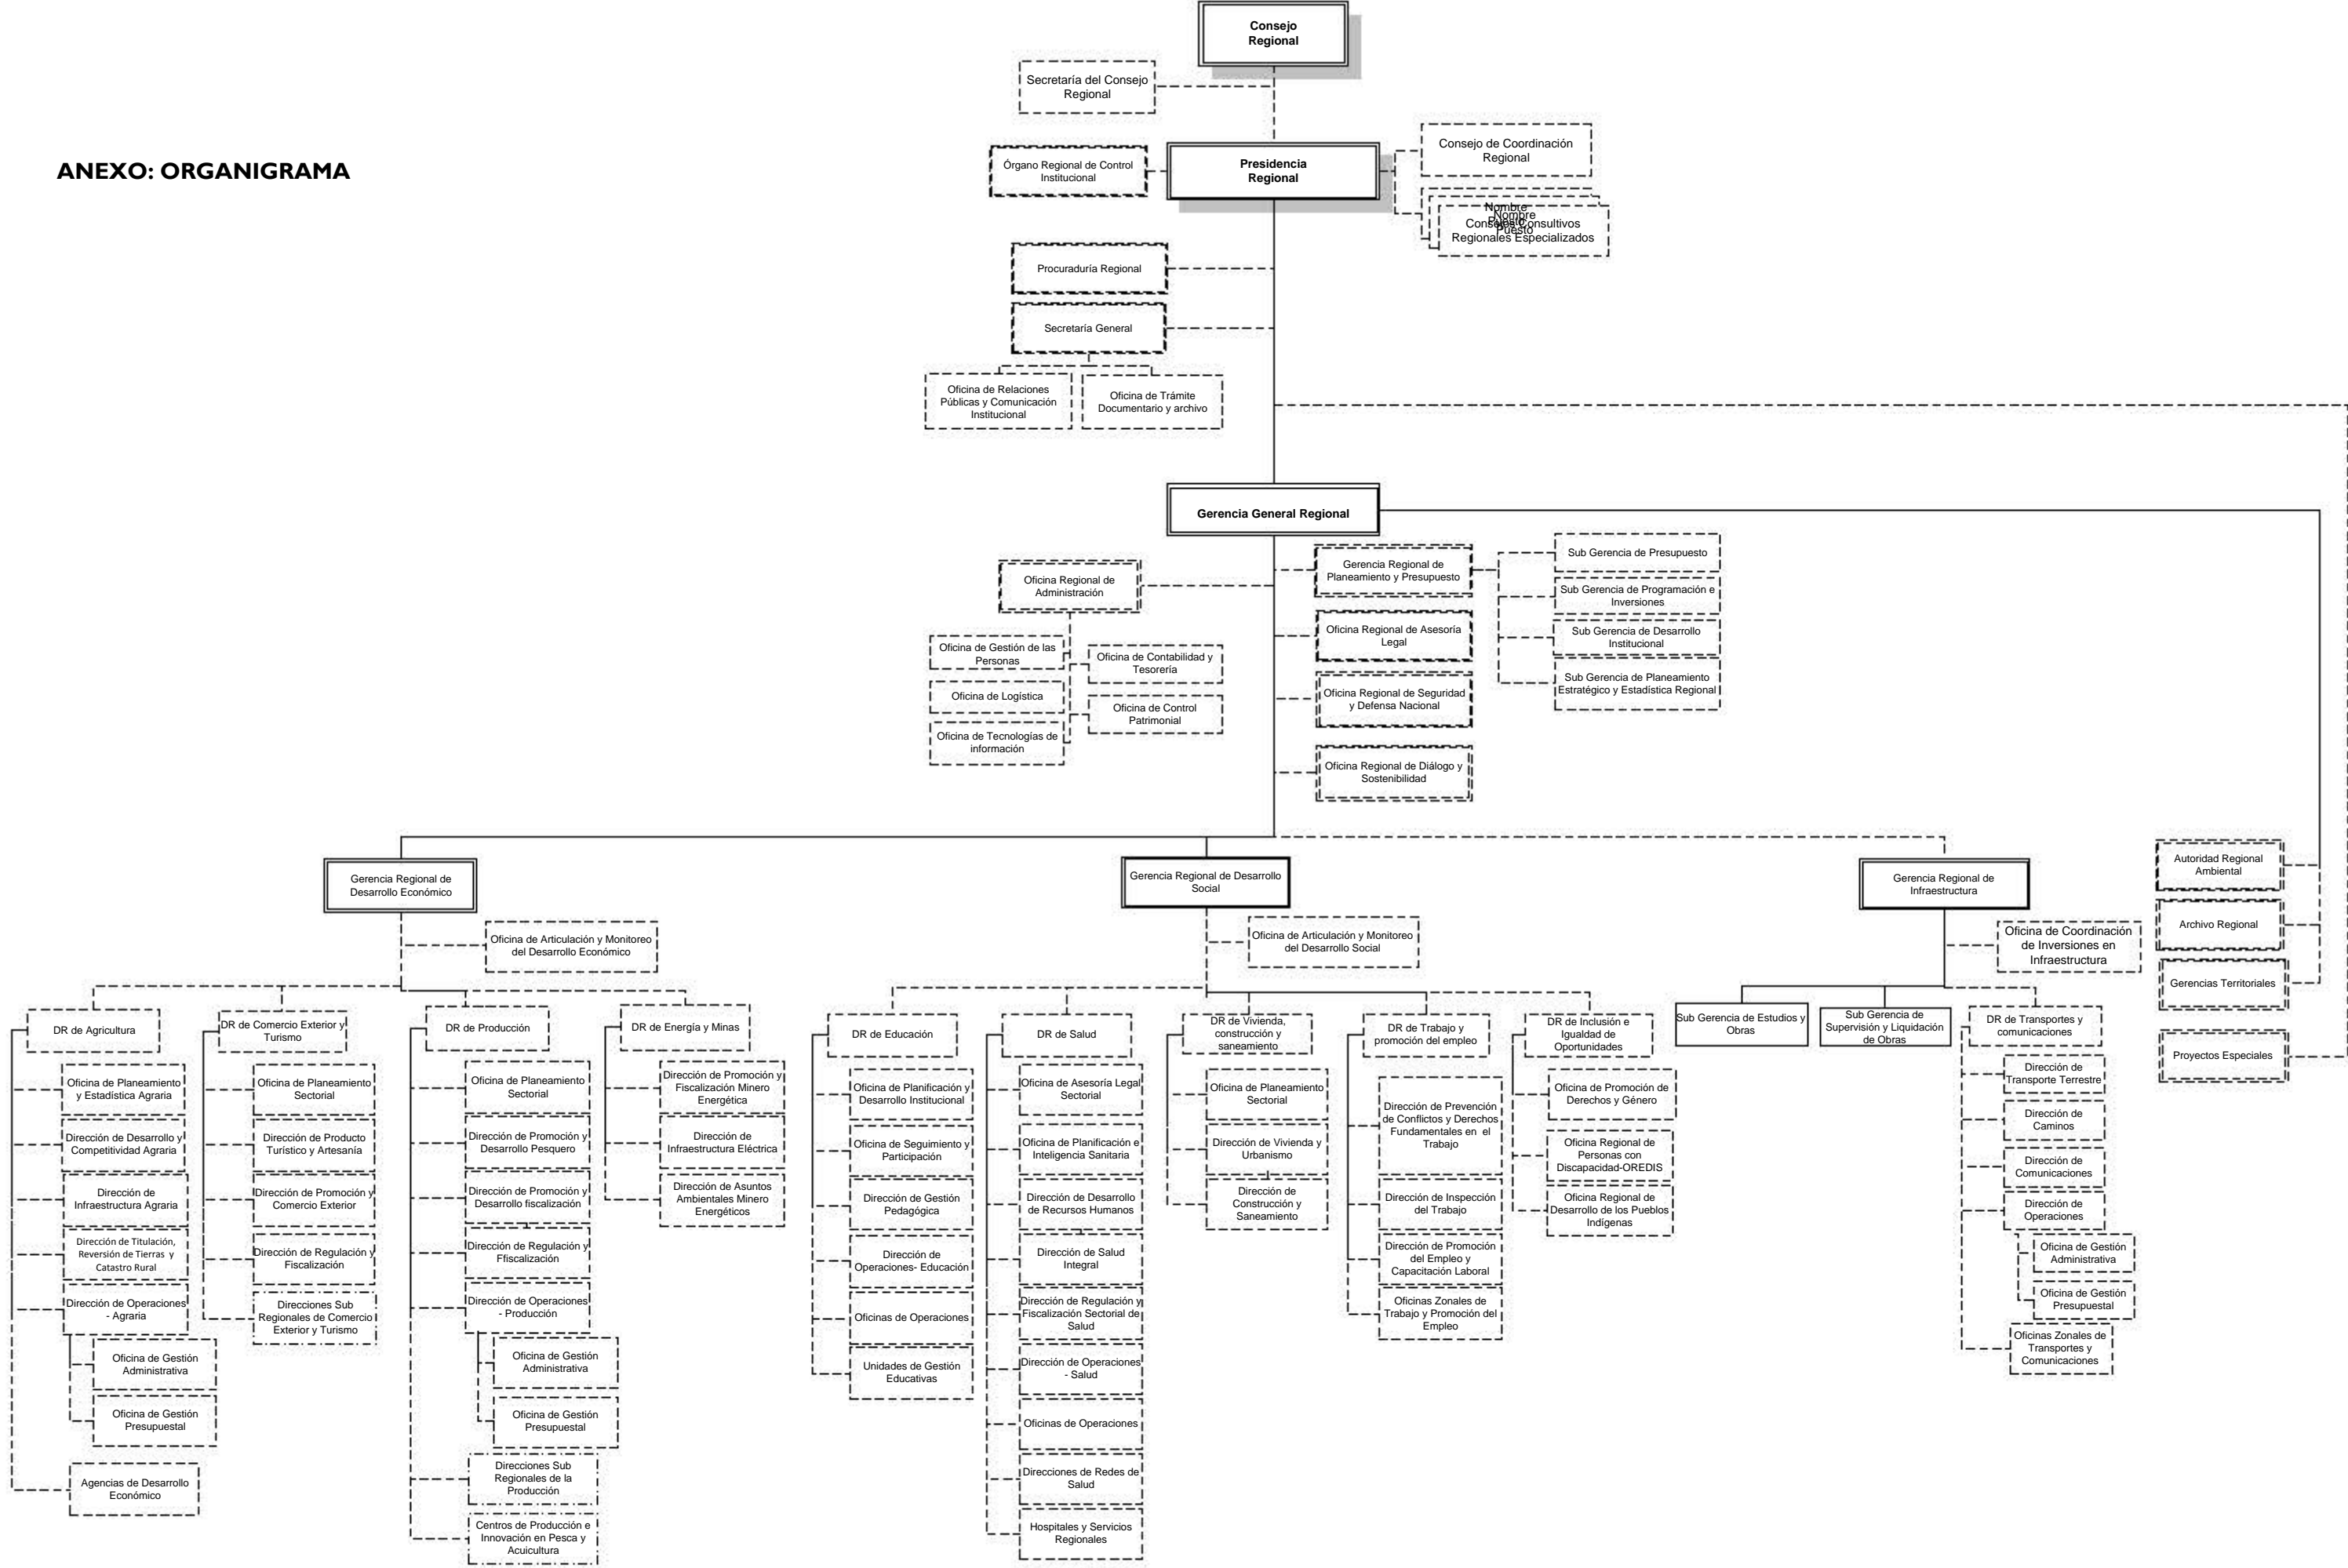 Consejo
Regional
Secretaría del Consejo
Regional
ANEXO: ORGANIGRAMA
Órgano Regional de Control
Institucional
Presidencia
Regional
Consejo de Coordinación
Regional
Nombre
Puesto
Nombre
Puesto
Consejos Consultivos
Regionales Especializados
Procuraduría Regional
Secretaría General
Oficina de Relaciones
Públicas y Comunicación
Institucional
Oficina de Trámite
Documentario y archivo
Gerencia General Regional
Oficina Regional de
Administración
Oficina de Gestión de las
Personas
Oficina de Logística
Oficina de Tecnologías de
información
Oficina de Contabilidad y
Tesorería
Oficina de Control
Patrimonial
Gerencia Regional de
Planeamiento y Presupuesto
Oficina Regional de Asesoría
Legal
Oficina Regional de Seguridad
y Defensa Nacional
Oficina Regional de Diálogo y
Sostenibilidad
Sub Gerencia de Presupuesto
Sub Gerencia de Programación e
Inversiones
Sub Gerencia de Desarrollo
Institucional
Sub Gerencia de Planeamiento
Estratégico y Estadística Regional
Gerencia Regional de
Desarrollo Económico
Oficina de Articulación y Monitoreo
del Desarrollo Económico
DR de Agricultura
Oficina de Planeamiento
y Estadística Agraria
Dirección de Desarrollo y
Competitividad Agraria
Dirección de
Infraestructura Agraria
Dirección de Titulación,
Reversión de Tierras y
Catastro Rural
Dirección de Operaciones
- Agraria
Oficina de Gestión
Administrativa
Oficina de Gestión
Presupuestal
Agencias de Desarrollo
Económico
DR de Comercio Exterior y
Turismo
Oficina de Planeamiento
Sectorial
Dirección de Producto
Turístico y Artesanía
Dirección de Promoción y
Comercio Exterior
Dirección de Regulación y
Fiscalización
Direcciones Sub
Regionales de Comercio
Exterior y Turismo
DR de Producción
Oficina de Planeamiento
Sectorial
Dirección de Promoción y
Desarrollo Pesquero
Dirección de Promoción y
Desarrollo fiscalización
Dirección de Regulación y
Ffiscalización
Dirección de Operaciones
- Producción
Oficina de Gestión
Administrativa
Oficina de Gestión
Presupuestal
Direcciones Sub
Regionales de la
Producción
Centros de Producción e
Innovación en Pesca y
Acuicultura
DR de Energía y Minas
Dirección de Promoción y
Fiscalización Minero
Energética
Dirección de
Infraestructura Eléctrica
Dirección de Asuntos
Ambientales Minero
Energéticos
Gerencia Regional de Desarrollo
Social
Oficina de Articulación y Monitoreo
del Desarrollo Social
DR de Educación
Oficina de Planificación y
Desarrollo Institucional
Oficina de Seguimiento y
Participación
Dirección de Gestión
Pedagógica
Dirección de
Operaciones- Educación
Oficinas de Operaciones
Unidades de Gestión
Educativas
DR de Salud
Oficina de Asesoría Legal
Sectorial
Oficina de Planificación e
Inteligencia Sanitaria
Dirección de Desarrollo
de Recursos Humanos
Dirección de Salud
Integral
Dirección de Regulación y
Fiscalización Sectorial de
Salud
Dirección de Operaciones
- Salud
Oficinas de Operaciones
Direcciones de Redes de
Salud
Hospitales y Servicios
Regionales
DR de Vivienda,
construcción y
saneamiento
Oficina de Planeamiento
Sectorial
Dirección de Vivienda y
Urbanismo
Dirección de
Construcción y
Saneamiento
DR de Trabajo y
promoción del empleo
Dirección de Prevención
de Conflictos y Derechos
Fundamentales en el
Trabajo
Dirección de Inspección
del Trabajo
Dirección de Promoción
del Empleo y
Capacitación Laboral
Oficinas Zonales de
Trabajo y Promoción del
Empleo
DR de Inclusión e
Igualdad de
Oportunidades
Oficina de Promoción de
Derechos y Género
Oficina Regional de
Personas con
Discapacidad-OREDIS
Oficina Regional de
Desarrollo de los Pueblos
Indígenas
Gerencia Regional de
Infraestructura
Oficina de Coordinación
de Inversiones en
Infraestructura
Sub Gerencia de Estudios y
Obras
Sub Gerencia de
Supervisión y Liquidación
de Obras
DR de Transportes y
comunicaciones
Dirección de
Transporte Terrestre
Dirección de
Caminos
Dirección de
Comunicaciones
Dirección de
Operaciones
Oficina de Gestión
Administrativa
Oficina de Gestión
Presupuestal
Oficinas Zonales de
Transportes y
Comunicaciones
Autoridad Regional
Ambiental
Archivo Regional
Gerencias Territoriales
Proyectos Especiales